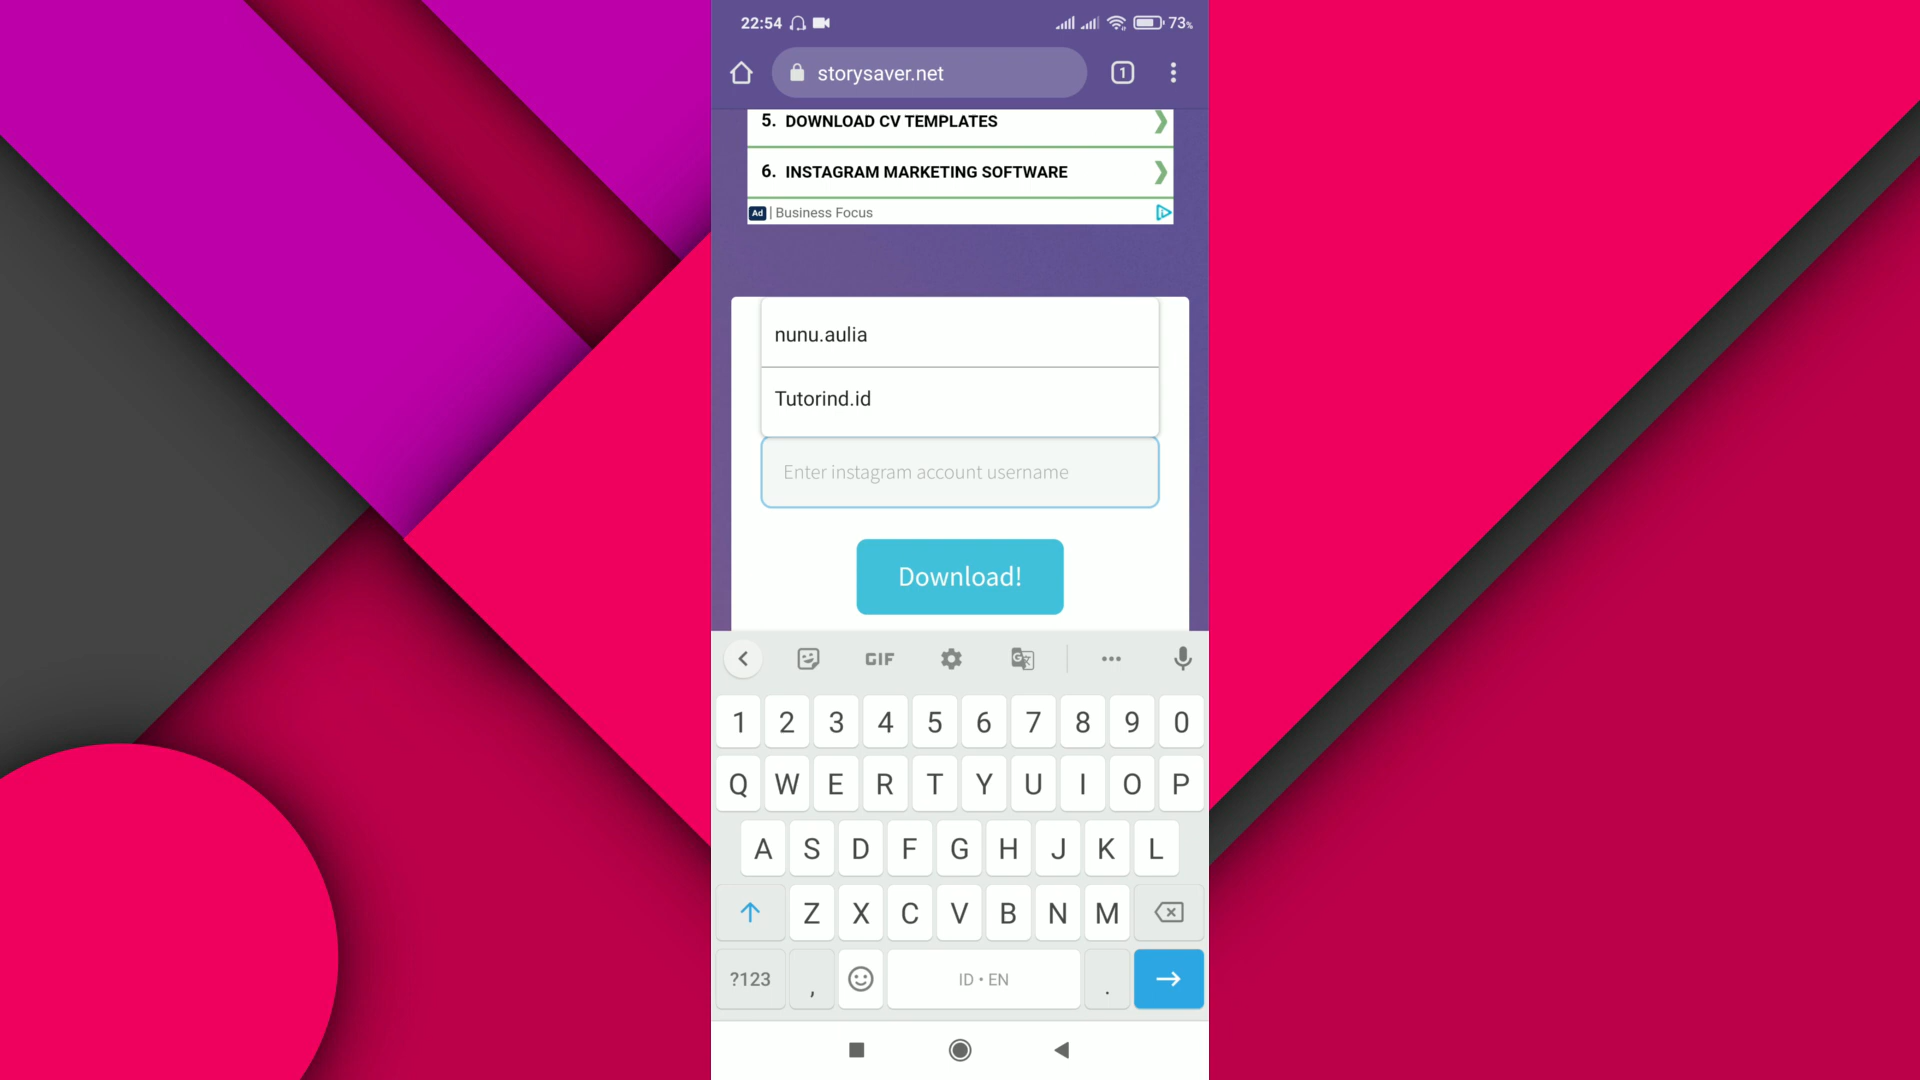 22:54 73%
storysaver.net 1
5. DOWNLOAD CV TEMPLATES
6. INSTAGRAM MARKETING SOFTWARE
Ad | Business Focus
nunu.aulia
Tutorind.id
Enter instagram account username
Download!
GIF
1 2 3 4 5 6 7 8 9 0
Q W E R T Y U I O P
A S D F G H J K L
Z X C V B N M
?123 , ID • EN .